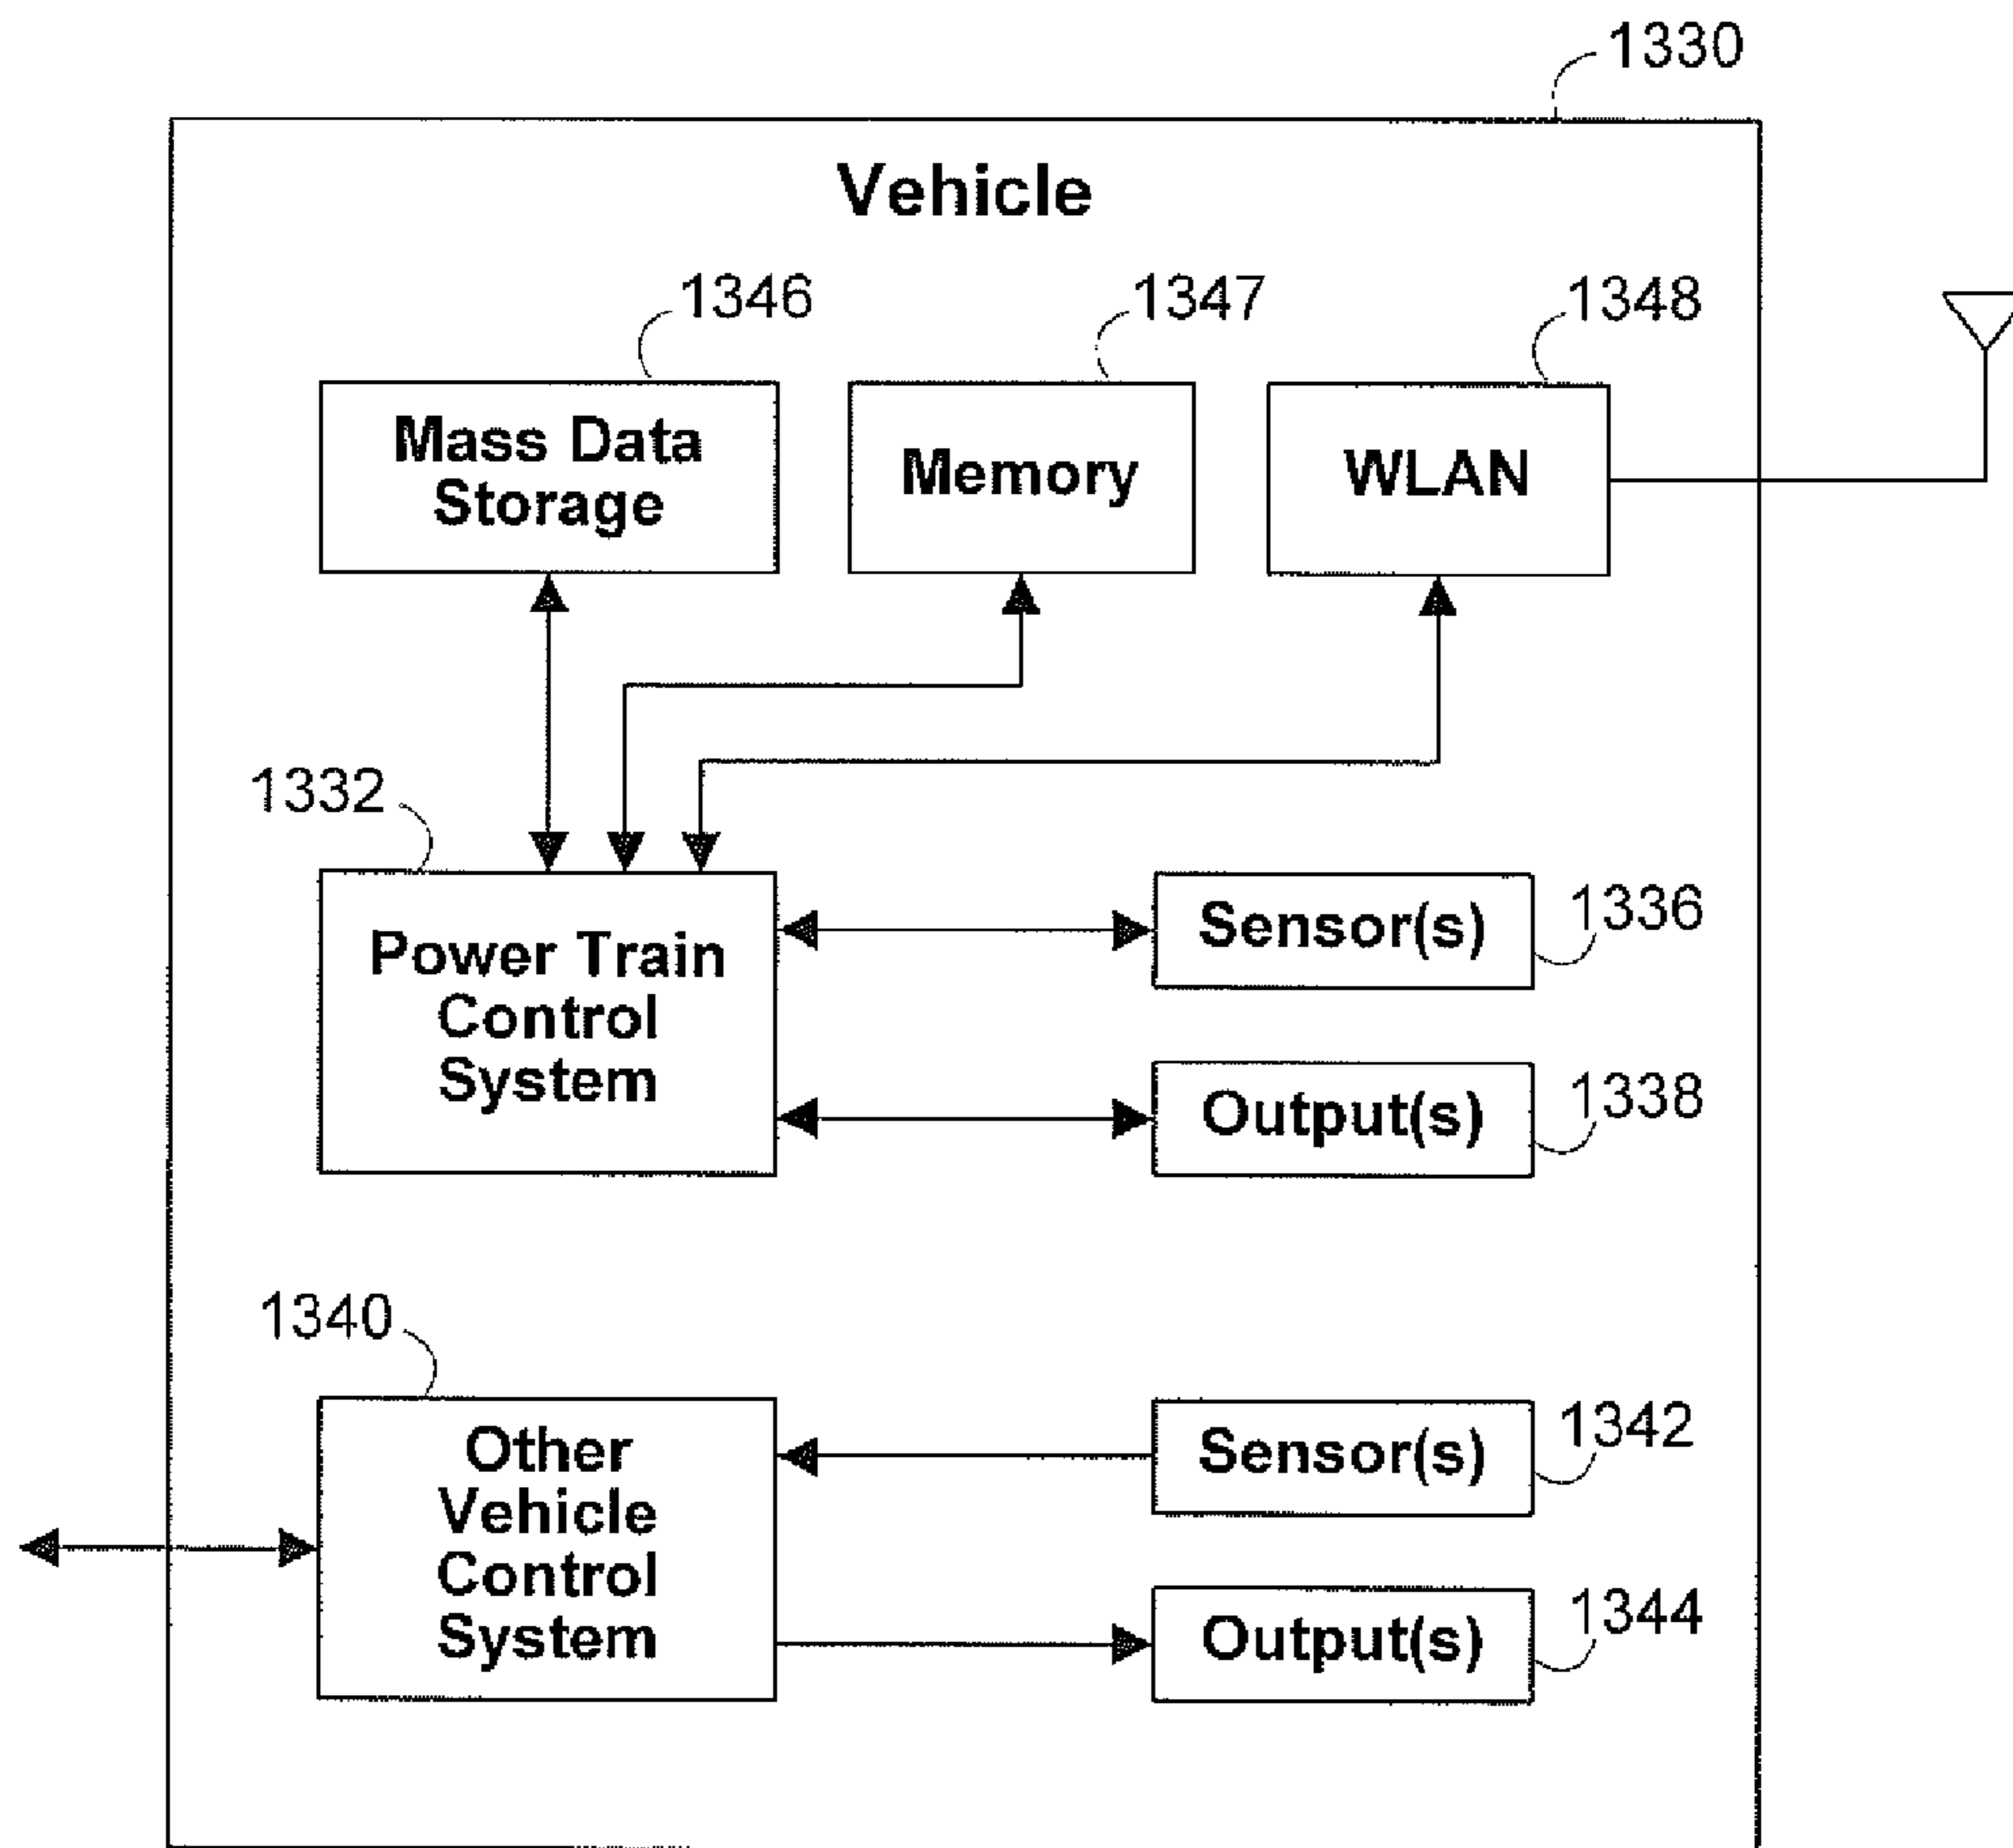 1330
Vehicle
1346
1347
1348
Mass Data
Storage
Memory
WLAN
1332
Power Train
Control
System
Sensor(s)
1336
Output(s)
1338
1340
Other
Vehicle
Control
System
Sensor(s)
1342
Output(s)
1344